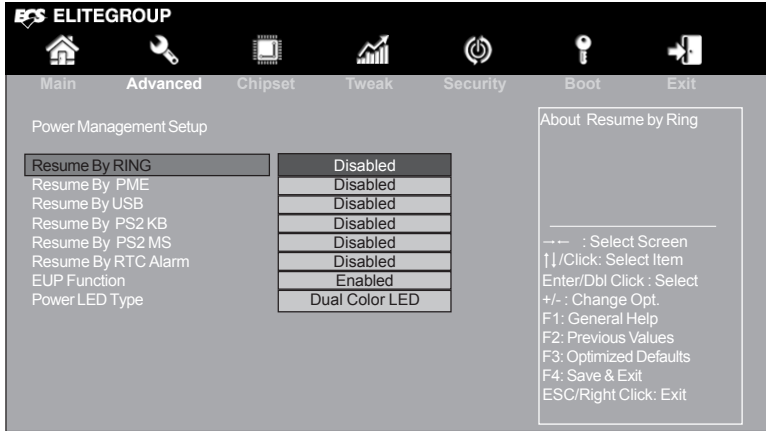 ECS ELITEGROUP
Main Advanced Chipset Tweak Security Boot Exit
Power Management Setup
Resume By RING Disabled
Resume By PME Disabled
Resume By USB Disabled
Resume By PS2 KB Disabled
Resume By PS2 MS Disabled
Resume By RTC Alarm Disabled
EUP Function Enabled
Power LED Type Dual Color LED
About Resume by Ring
→← : Select Screen
↑↓/Click: Select Item
Enter/Dbl Click : Select
+/- : Change Opt.
F1: General Help
F2: Previous Values
F3: Optimized Defaults
F4: Save & Exit
ESC/Right Click: Exit